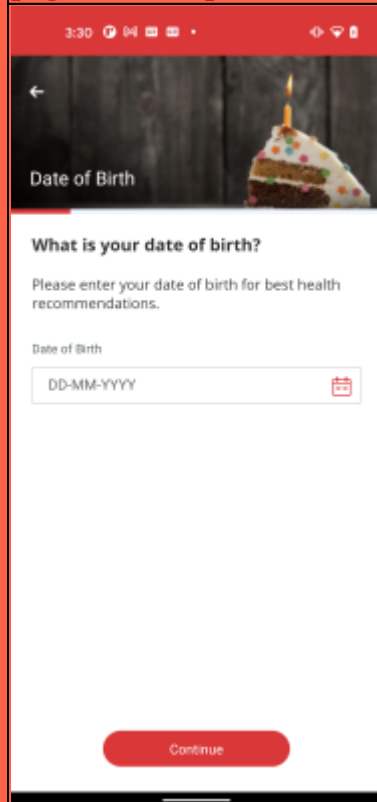 3:30
Date of Birth
What is your date of birth?
Please enter your date of birth for best health
recommendations.
Date of Birth
DD-MM-YYYY
Continue